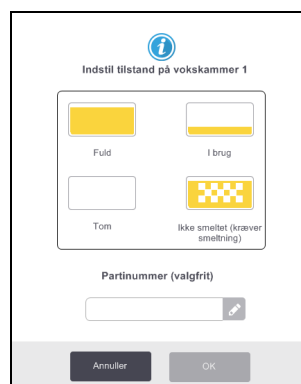 Indstil tilstand på vokskammer 1
Fuld
I brug
Tom
Ikke smeltet (kræver
smeltning)
Partinummer (valgfrit)
Annuller
OK